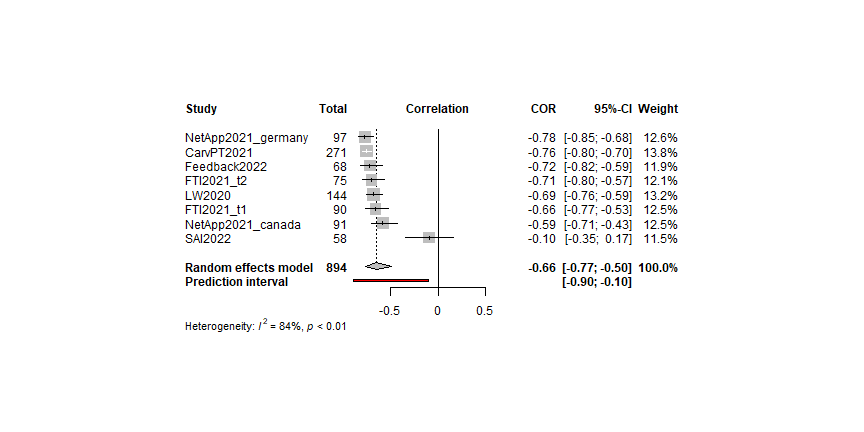 Study Total Correlation COR 95%-CI Weight
NetApp2021_germany 97 -0.78 [-0.85; -0.68] 12.6%
CarvPT2021 271 -0.76 [-0.80; -0.70] 13.8%
Feedback2022 68 -0.72 [-0.82; -0.59] 11.9%
FTI2021_t2 75 -0.71 [-0.80; -0.57] 12.1%
LW2020 144 -0.69 [-0.76; -0.59] 13.2%
FTI2021_t1 90 -0.66 [-0.77; -0.53] 12.5%
NetApp2021_canada 91 -0.59 [-0.71; -0.43] 12.5%
SAI2022 58 -0.10 [-0.35; 0.17] 11.5%
Random effects model 894 -0.66 [-0.77; -0.50] 100.0%
Prediction interval [-0.90; -0.10]
-0.5 0 0.5
Heterogeneity: I² = 84%, p < 0.01